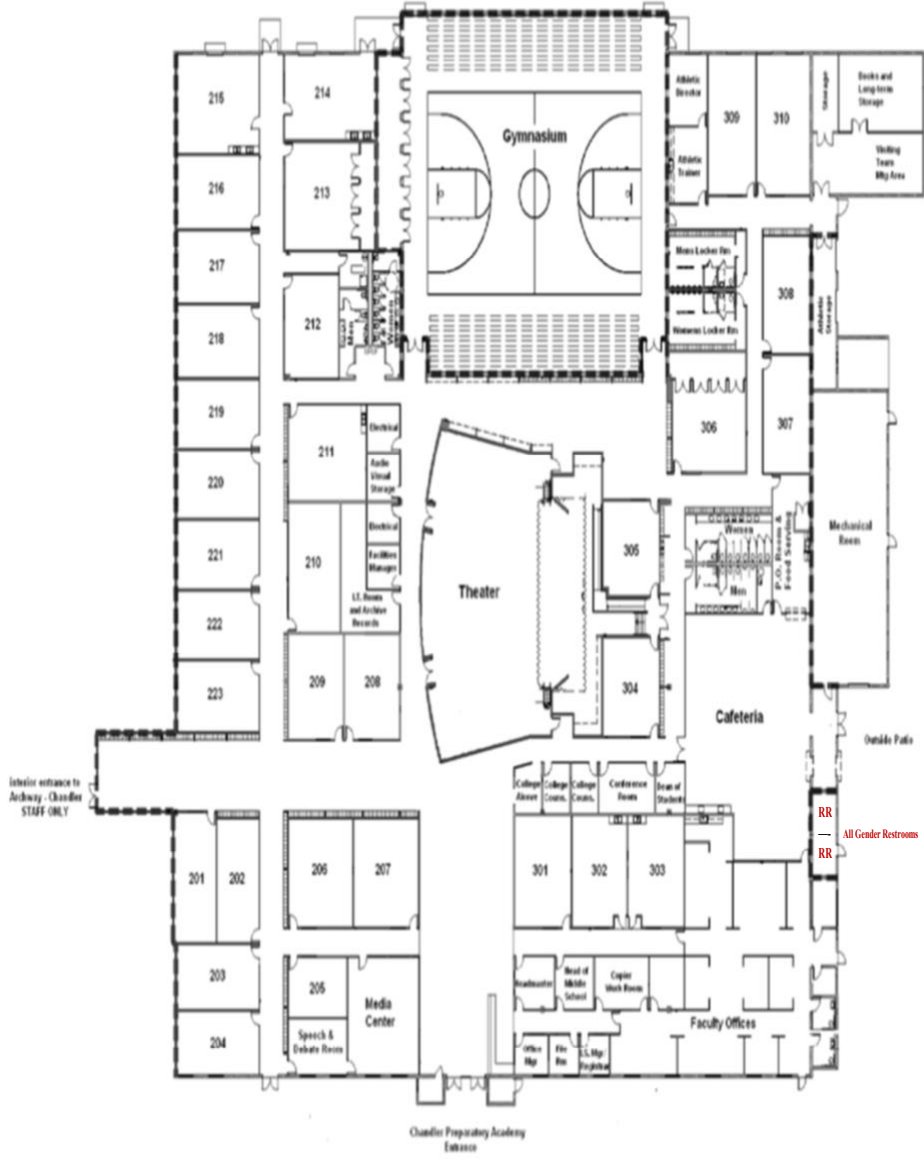 215
214
216
213
217
218
212
Men
Women
219
211
Electrical
Audio
Visual
Storage
220
221
210
Electrical
Facilities
Manager
I.T. Room
and Archive
Records
222
223
209
208
Interior entrance to
Archway - Chandler
STAFF ONLY
201
202
206
207
203
204
205
Speech &
Debate Room
Media
Center
Gymnasium
Theater
Athletic
Director
Athletic
Trainer
309
310
Storage
Books and
Long-term
Storage
Visiting
Team
Mtg Area
Mens Locker Rm
Womens Locker Rm
308
Athletic
Storage
306
307
305
304
Women
Men
P.O. Room &
Food Serving
Mechanical
Room
Cafeteria
Outside Patio
RR
RR
All Gender Restrooms
College
Above
College
Couns.
College
Couns.
Conference
Room
Dean of
Students
301
302
303
Headmaster
Head of
Middle
School
Copier
Work Room
Faculty Offices
Office
Mgr
File
Rm
I.S. Mgr/
Registrar
Chandler Preparatory Academy
Entrance